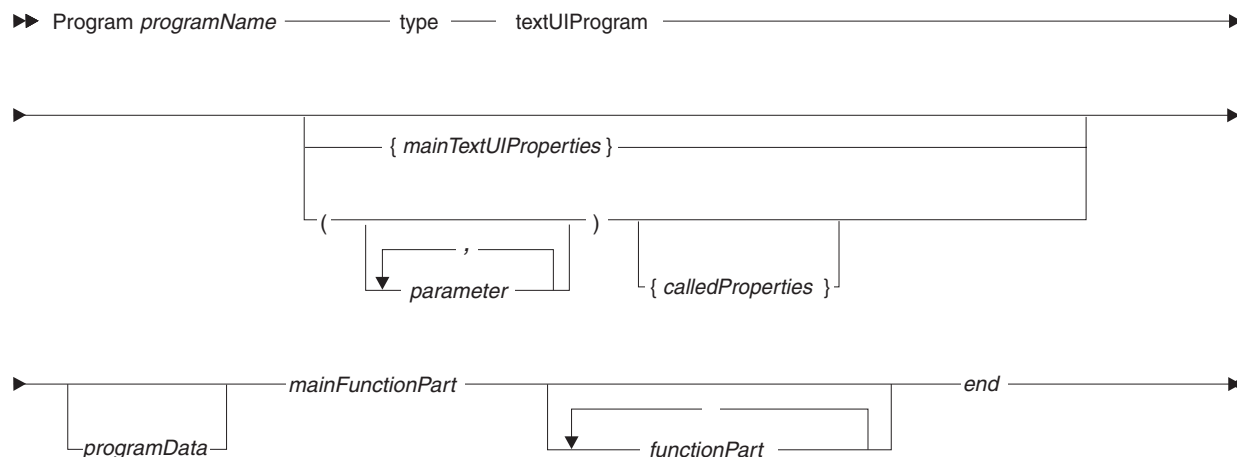 Program programName type textUIProgram
{ mainTextUIProperties }
( )
,
parameter
{ calledProperties }
mainFunctionPart end
programData
functionPart